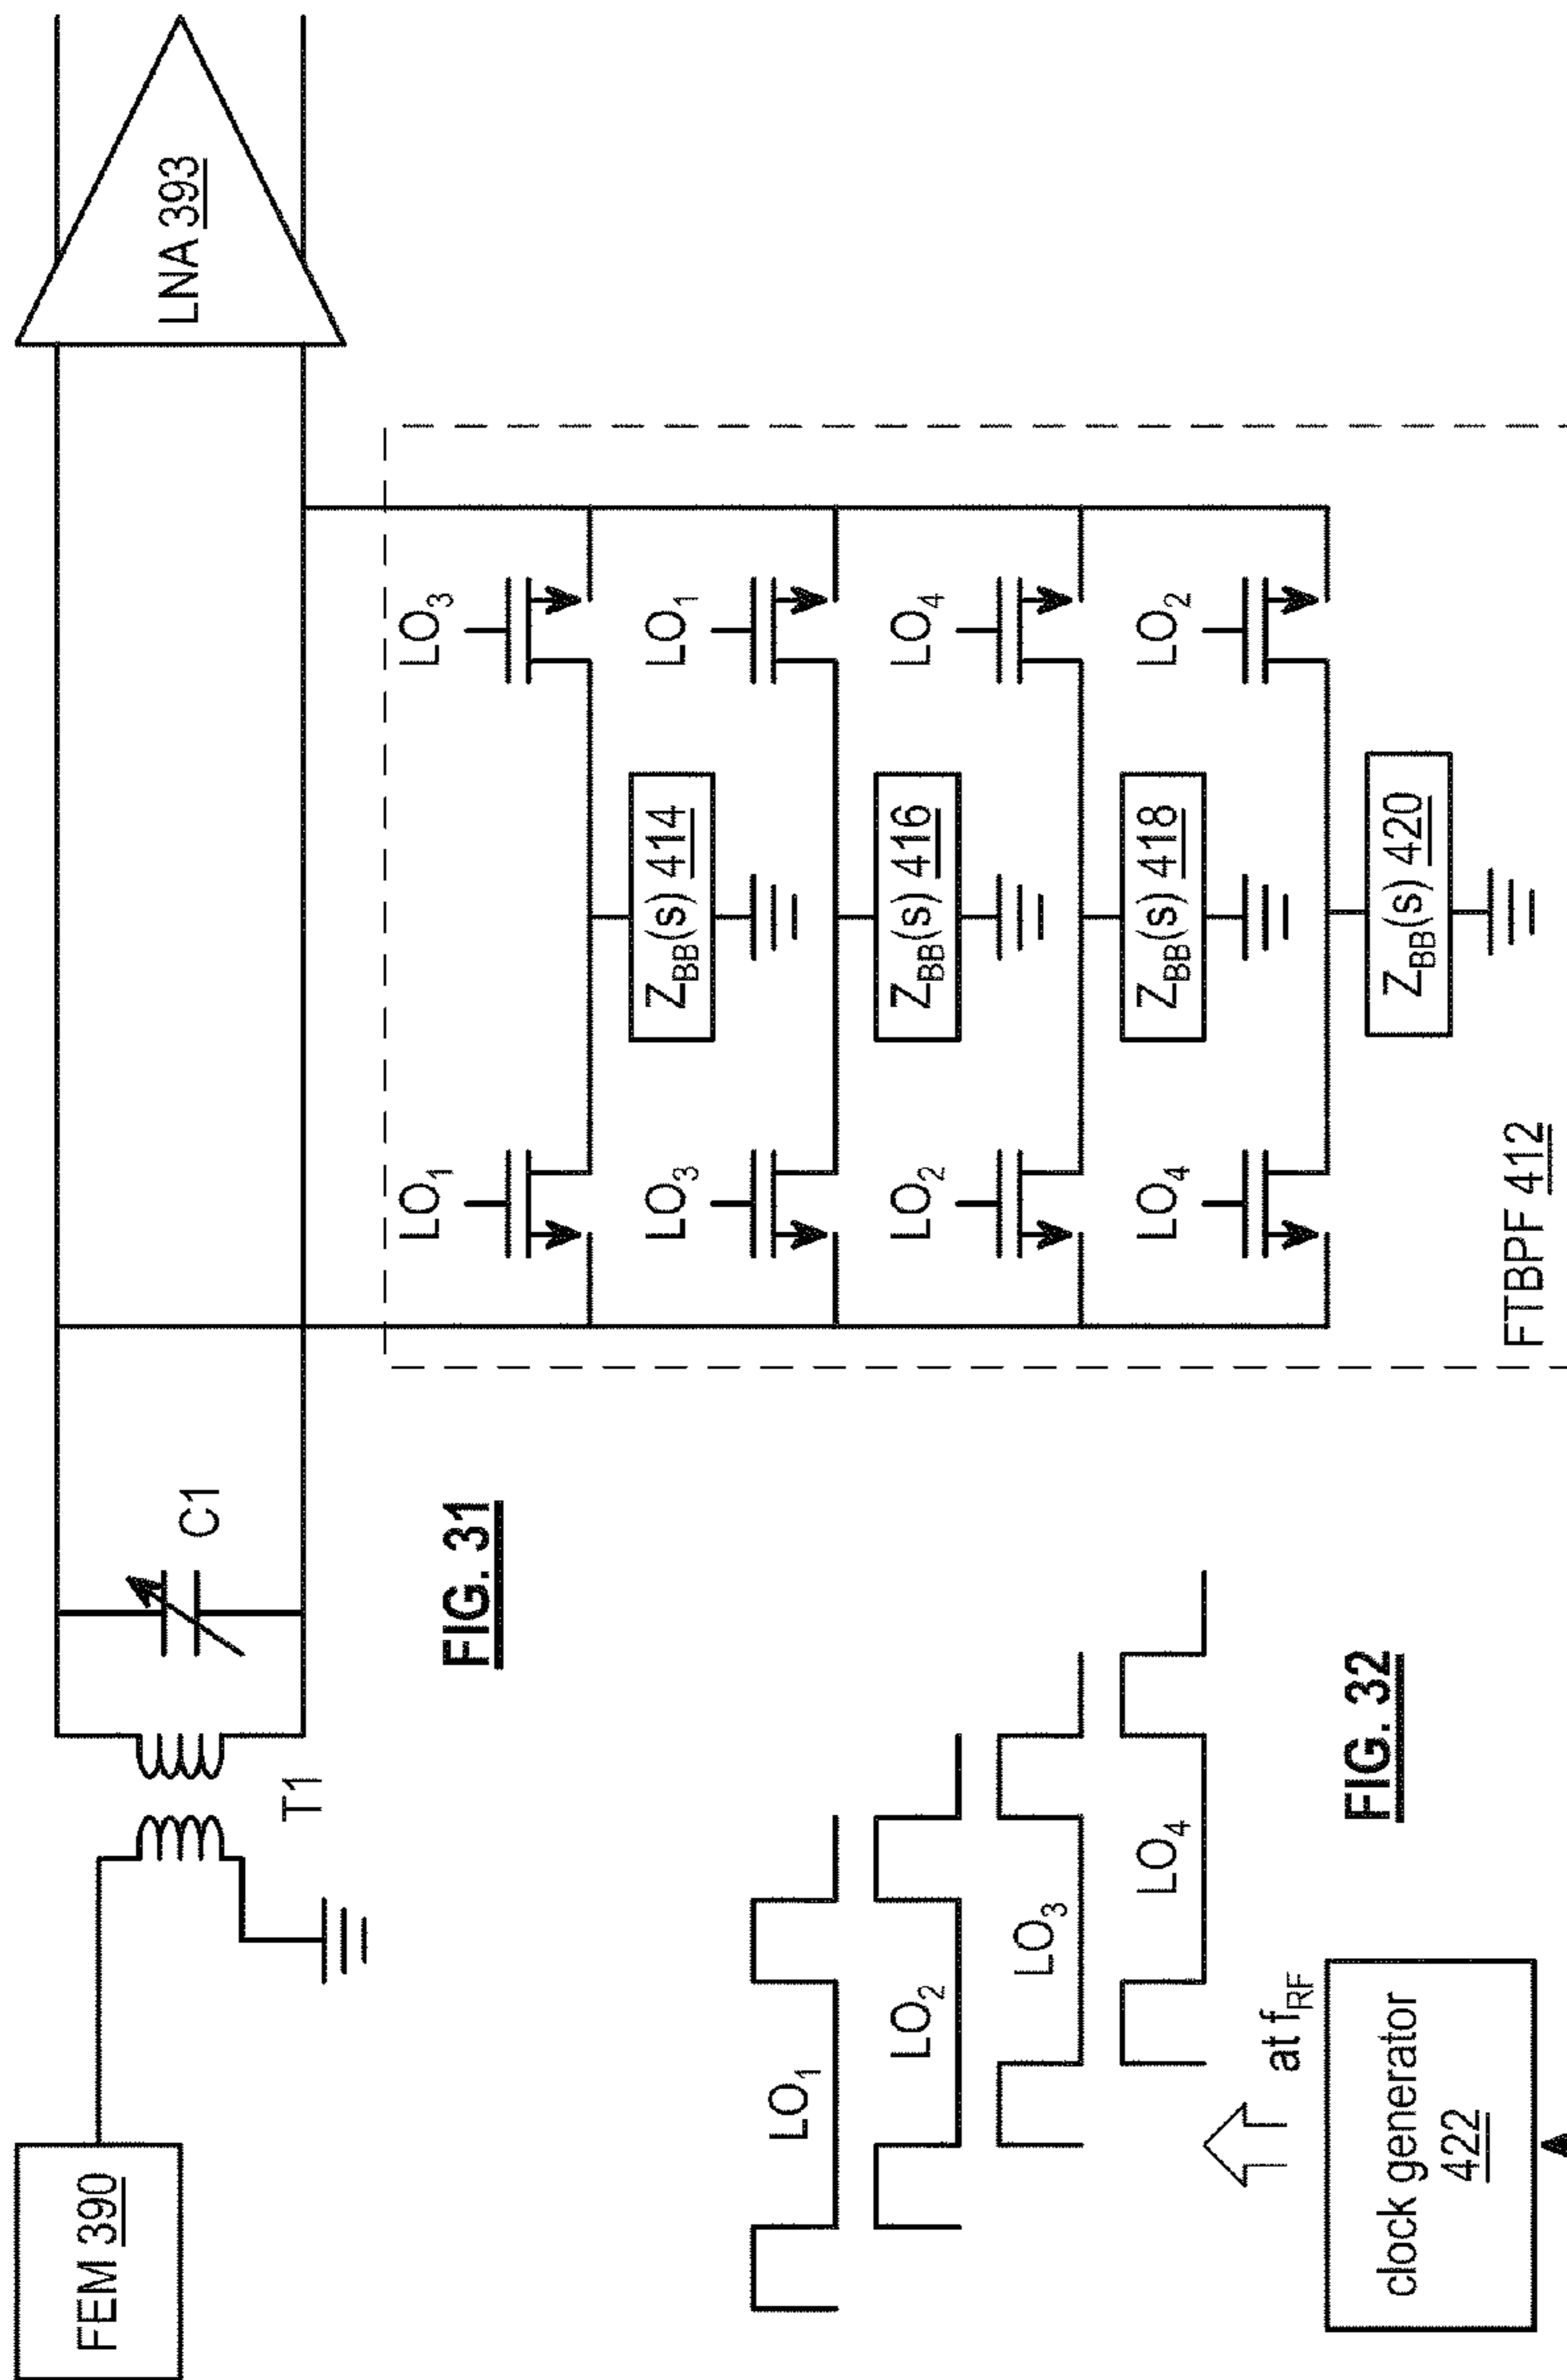 FEM 390
T1
C1
LNA 393
FIG. 31
LO1
LO3
ZBB(s) 414
LO3
LO1
ZBB(s) 416
LO2
LO4
ZBB(s) 418
LO4
LO2
ZBB(s) 420
FTBPF 412
LO1
LO2
LO3
LO4
at fRF
clock generator
422
FIG. 32